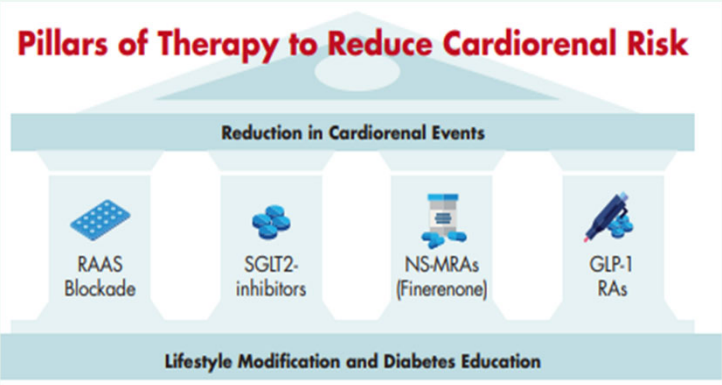 Pillars of Therapy to Reduce Cardiorenal Risk
Reduction in Cardiorenal Events
RAAS
Blockade
SGLT2-
inhibitors
NS-MRAs
(Finerenone)
GLP-1
RAs
Lifestyle Modification and Diabetes Education